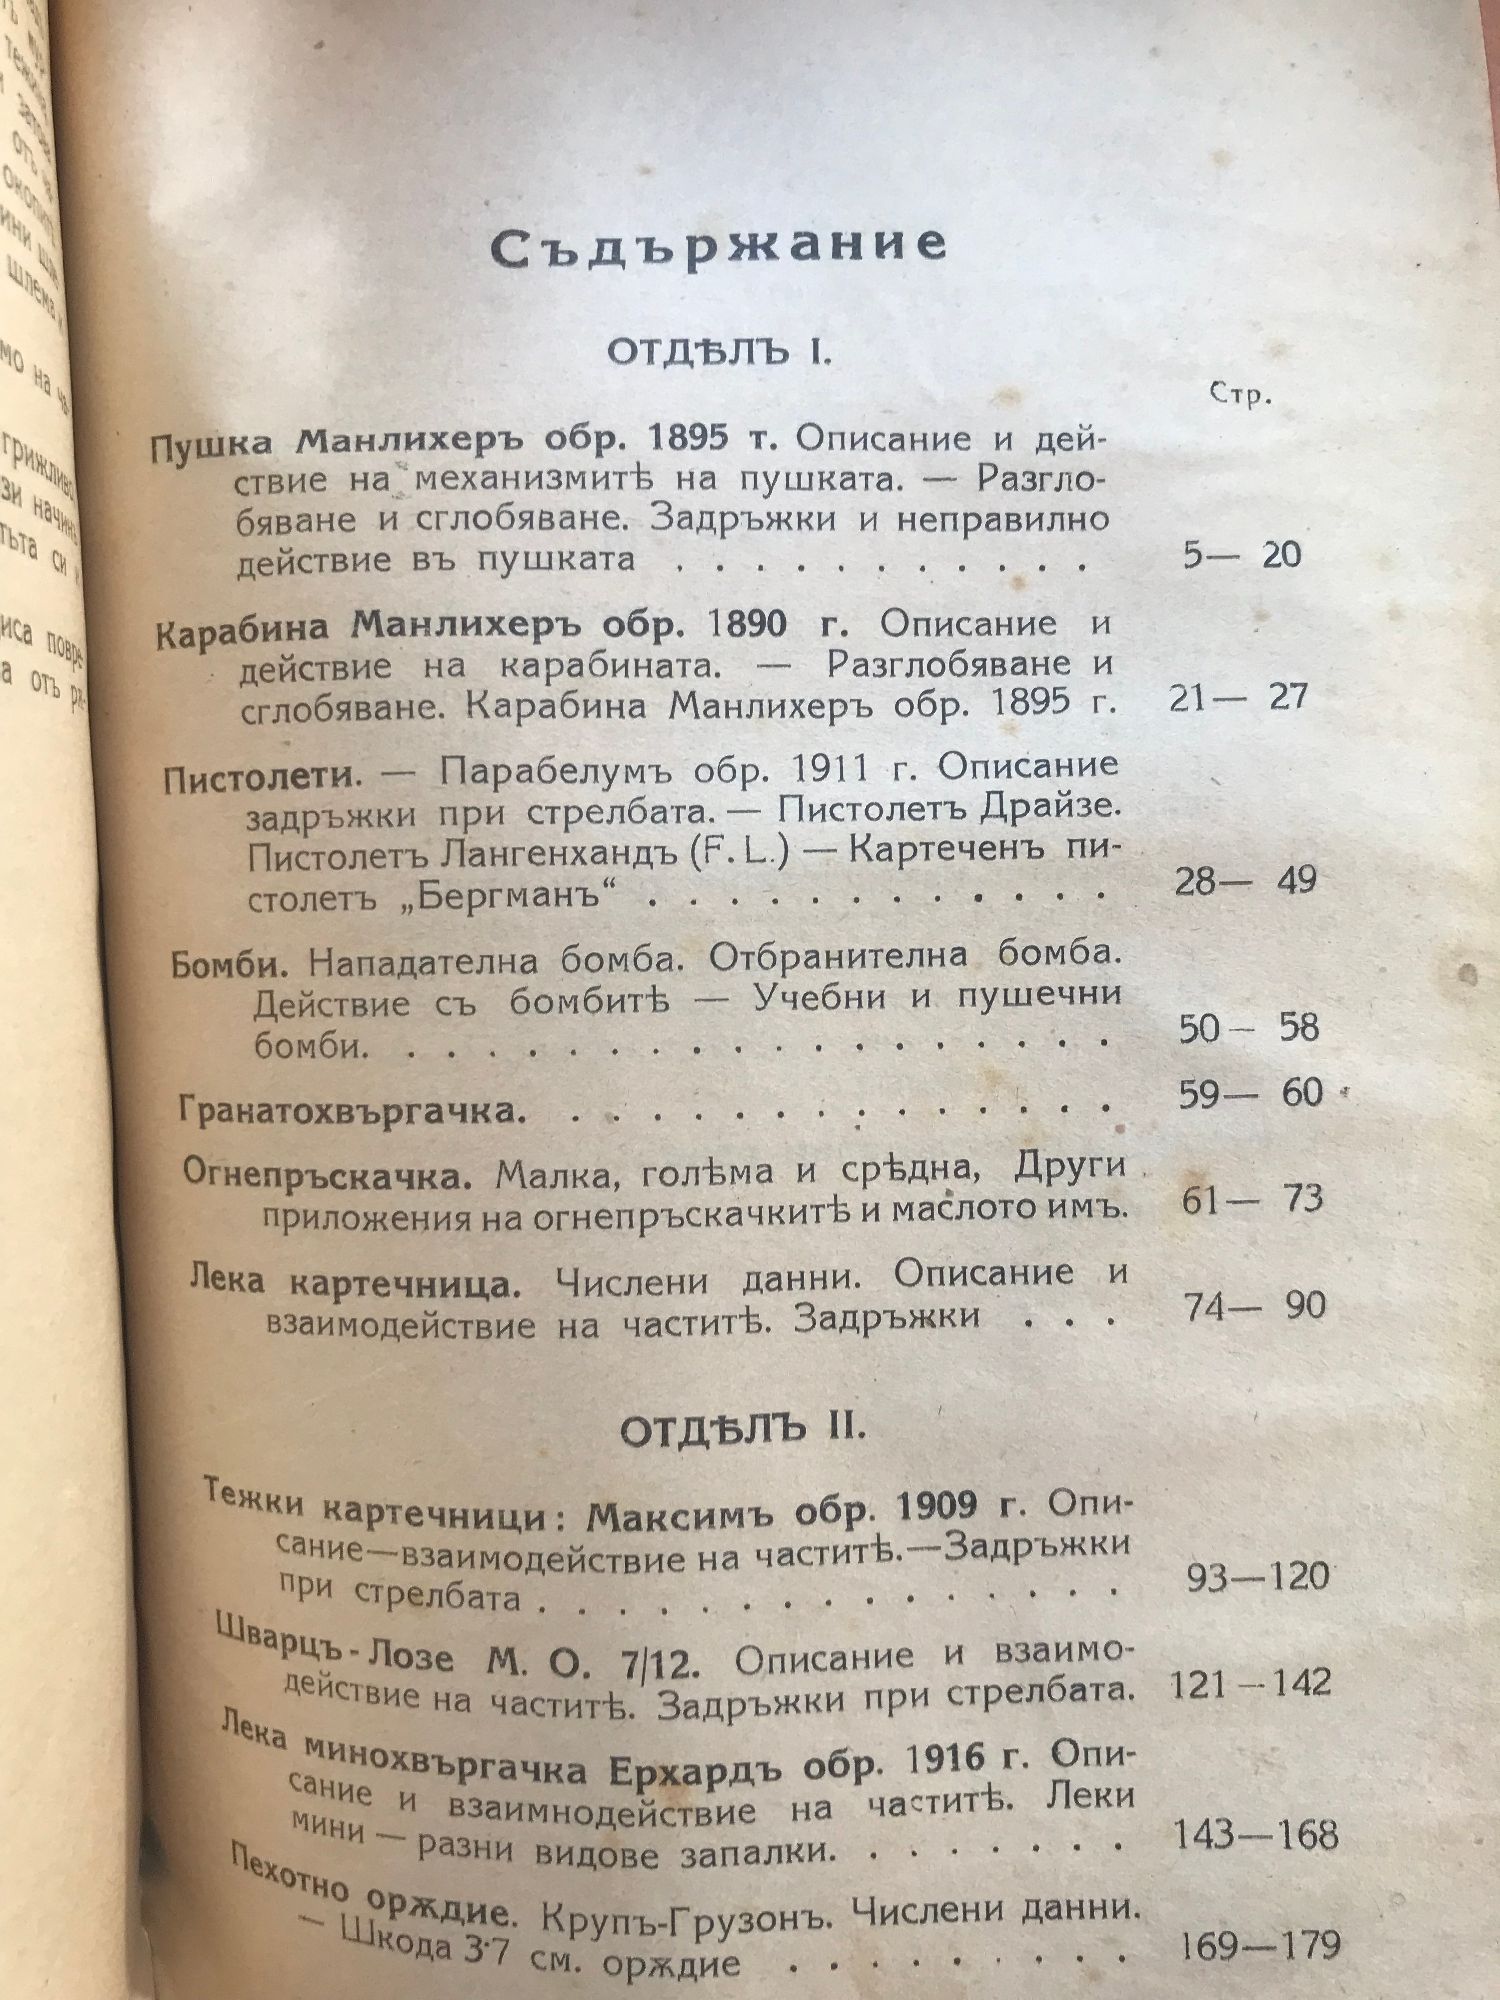 Съдържание
ОТДѢЛЪ I.
Стр.
Пушка Манлихеръ обр. 1895 т. Описание и дей-
ствие на механизмитѣ на пушката. — Разгло-
бяване и сглобяване. Задръжки и неправилно
действие въ пушката . . . . . . . . . . . 5— 20
Карабина Манлихеръ обр. 1890 г. Описание и
действие на карабината. — Разглобяване и
сглобяване. Карабина Манлихеръ обр. 1895 г. 21— 27
Пистолети. — Парабелумъ обр. 1911 г. Описание
задръжки при стрелбата. — Пистолетъ Драйзе.
Пистолетъ Лангенхандъ (F. L.) — Картеченъ пи-
столетъ „Бергманъ“ . . . . . . . . . . . . 28— 49
Бомби. Нападателна бомба. Отбранителна бомба.
Действие съ бомбитѣ — Учебни и пушечни
бомби. . . . . . . . . . . . . . . . . . . 50— 58
Гранатохвъргачка. . . . . . . . . . . . . . . 59— 60
Огнепръскачка. Малка, голѣма и срѣдна, Други
приложения на огнепръскачкитѣ и маслото имъ. 61— 73
Лека картечница. Числени данни. Описание и
взаимодействие на частитѣ. Задръжки . . . 74— 90
ОТДѢЛЪ II.
Тежки картечници: Максимъ обр. 1909 г. Опи-
сание—взаимодействие на частитѣ.—Задръжки
при стрелбата . . . . . . . . . . . . . . . 93—120
Шварцъ-Лозе М. О. 7/12. Описание и взаимо-
действие на частитѣ. Задръжки при стрелбата. 121—142
Лека минохвъргачка Ерхардъ обр. 1916 г. Опи-
сание и взаимнодействие на частитѣ. Леки
мини — разни видове запалки. . . . . . . . 143—168
Пехотно орѫдие. Крупъ-Грузонъ. Числени данни.
— Шкода 3·7 см. орѫдие . . . . . . . . . 169—179